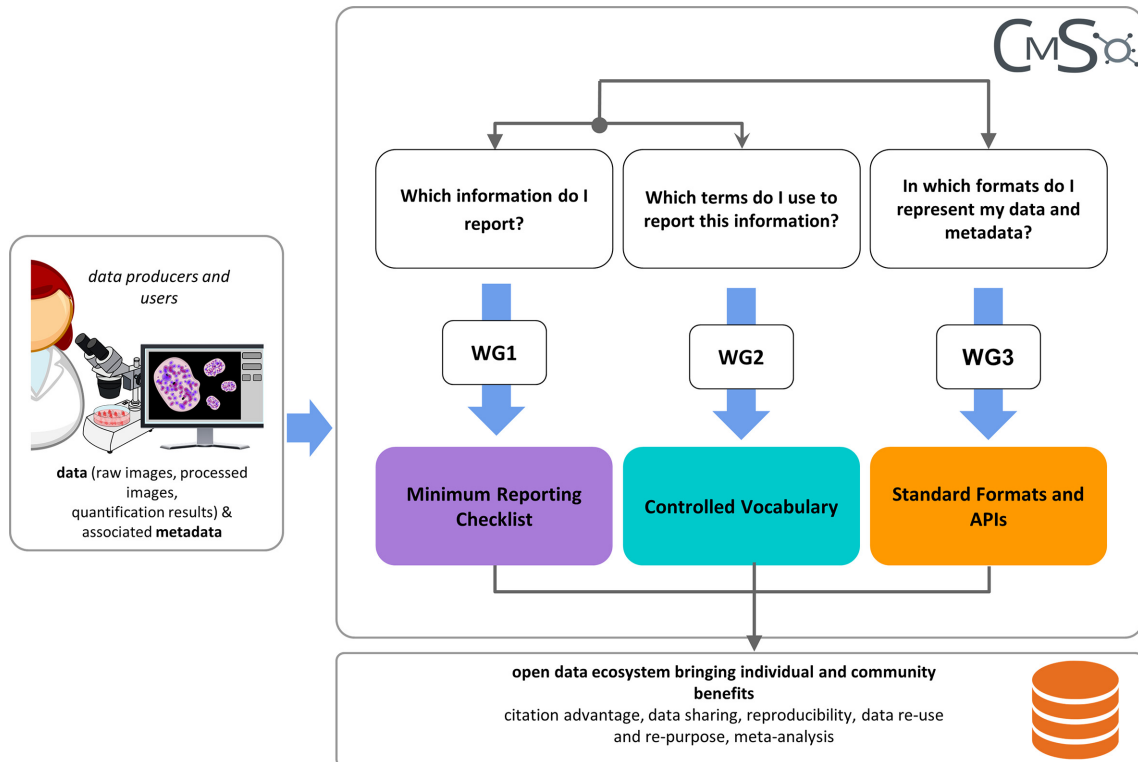 CMSO
Which information do I
report?
Which terms do I use to
report this information?
In which formats do I
represent my data and
metadata?
data producers and
users
WG1
WG2
WG3
data (raw images, processed
images,
quantification results) &
associated metadata
Minimum Reporting
Checklist
Controlled Vocabulary
Standard Formats and
APIs
open data ecosystem bringing individual and community
benefits
citation advantage, data sharing, reproducibility, data re-use
and re-purpose, meta-analysis